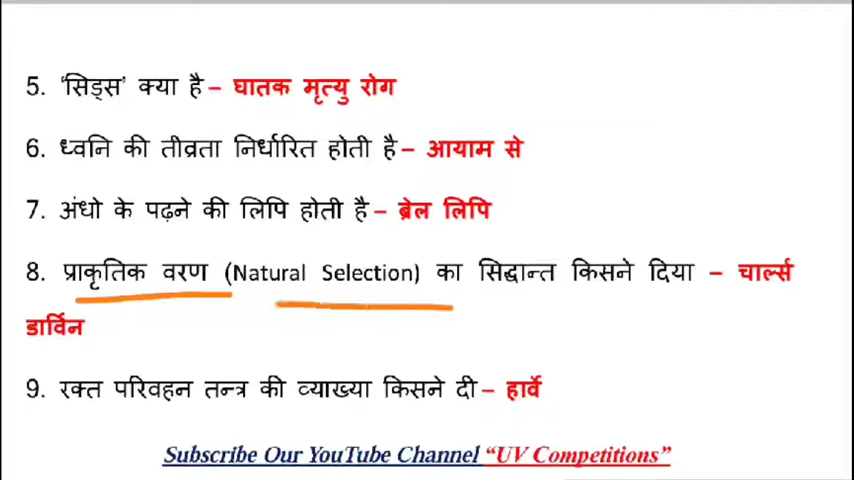 5. ‘सिड्स’ क्या है – घातक मृत्यु रोग
6. ध्वनि की तीव्रता निर्धारित होती है – आयाम से
7. अंधो के पढ़ने की लिपि होती है – ब्रेल लिपि
8. प्राकृतिक वरण (Natural Selection) का सिद्धान्त किसने दिया – चार्ल्स
डार्विन
9. रक्त परिवहन तन्त्र की व्याख्या किसने दी – हार्वे
Subscribe Our YouTube Channel “UV Competitions”